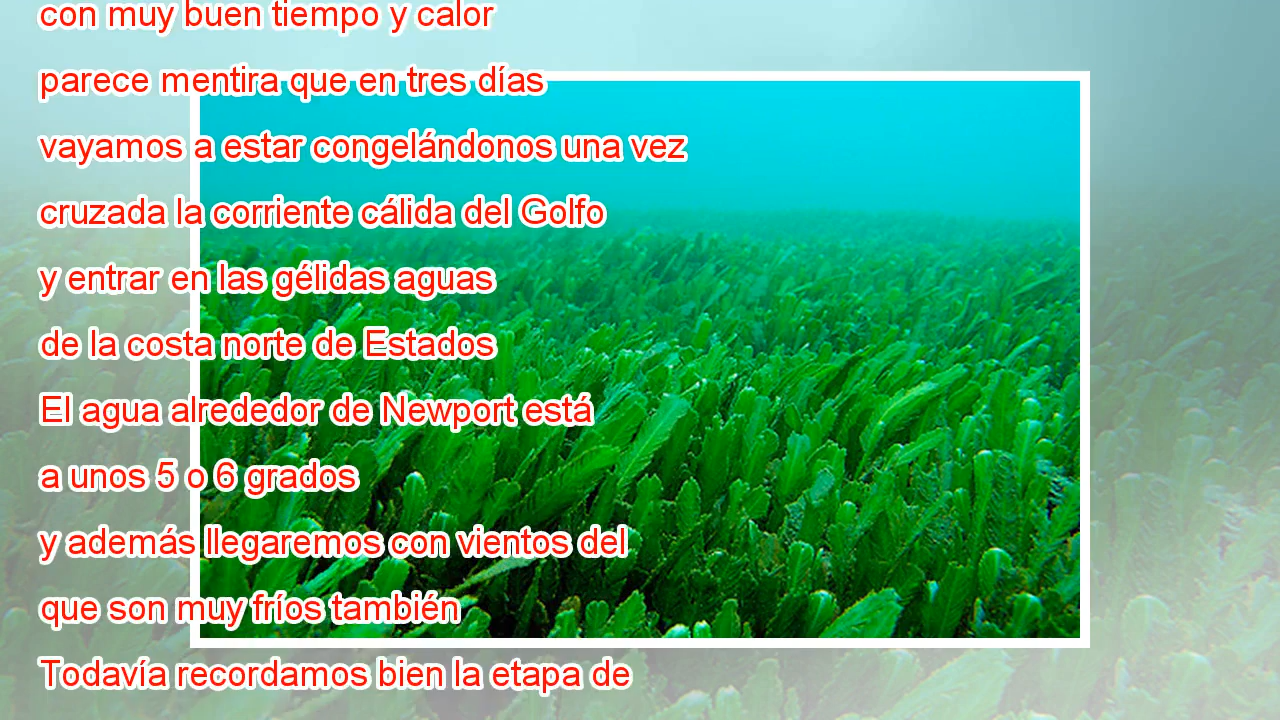 con muy buen tiempo y calor
parece mentira que en tres días
vayamos a estar congelándonos una vez
cruzada la corriente cálida del Golfo
y entrar en las gélidas aguas
de la costa norte de Estados
El agua alrededor de Newport está
a unos 5 o 6 grados
y además llegaremos con vientos del
que son muy fríos también
Todavía recordamos bien la etapa de